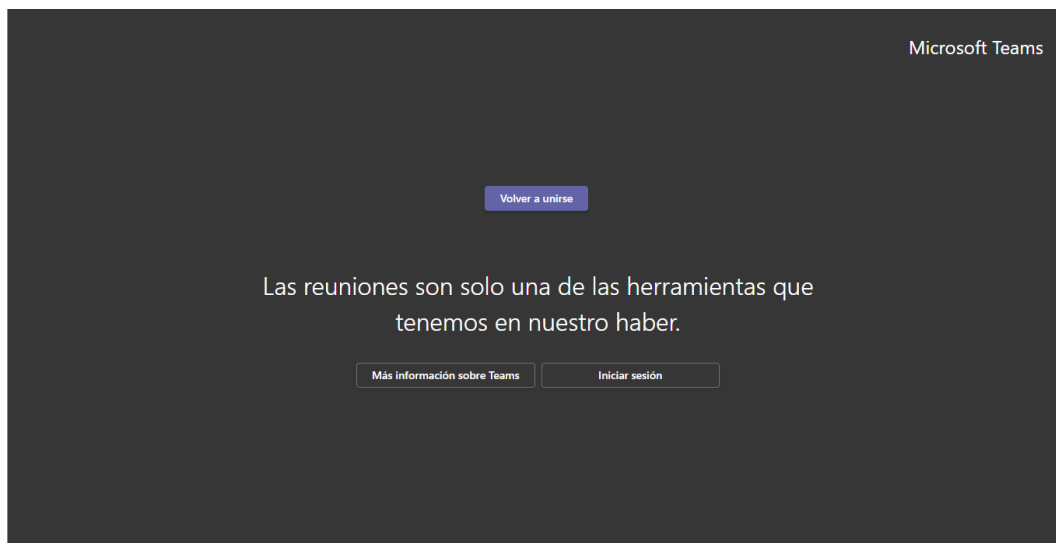 Microsoft Teams
Volver a unirse
Las reuniones son solo una de las herramientas que
tenemos en nuestro haber.
Más información sobre Teams
Iniciar sesión